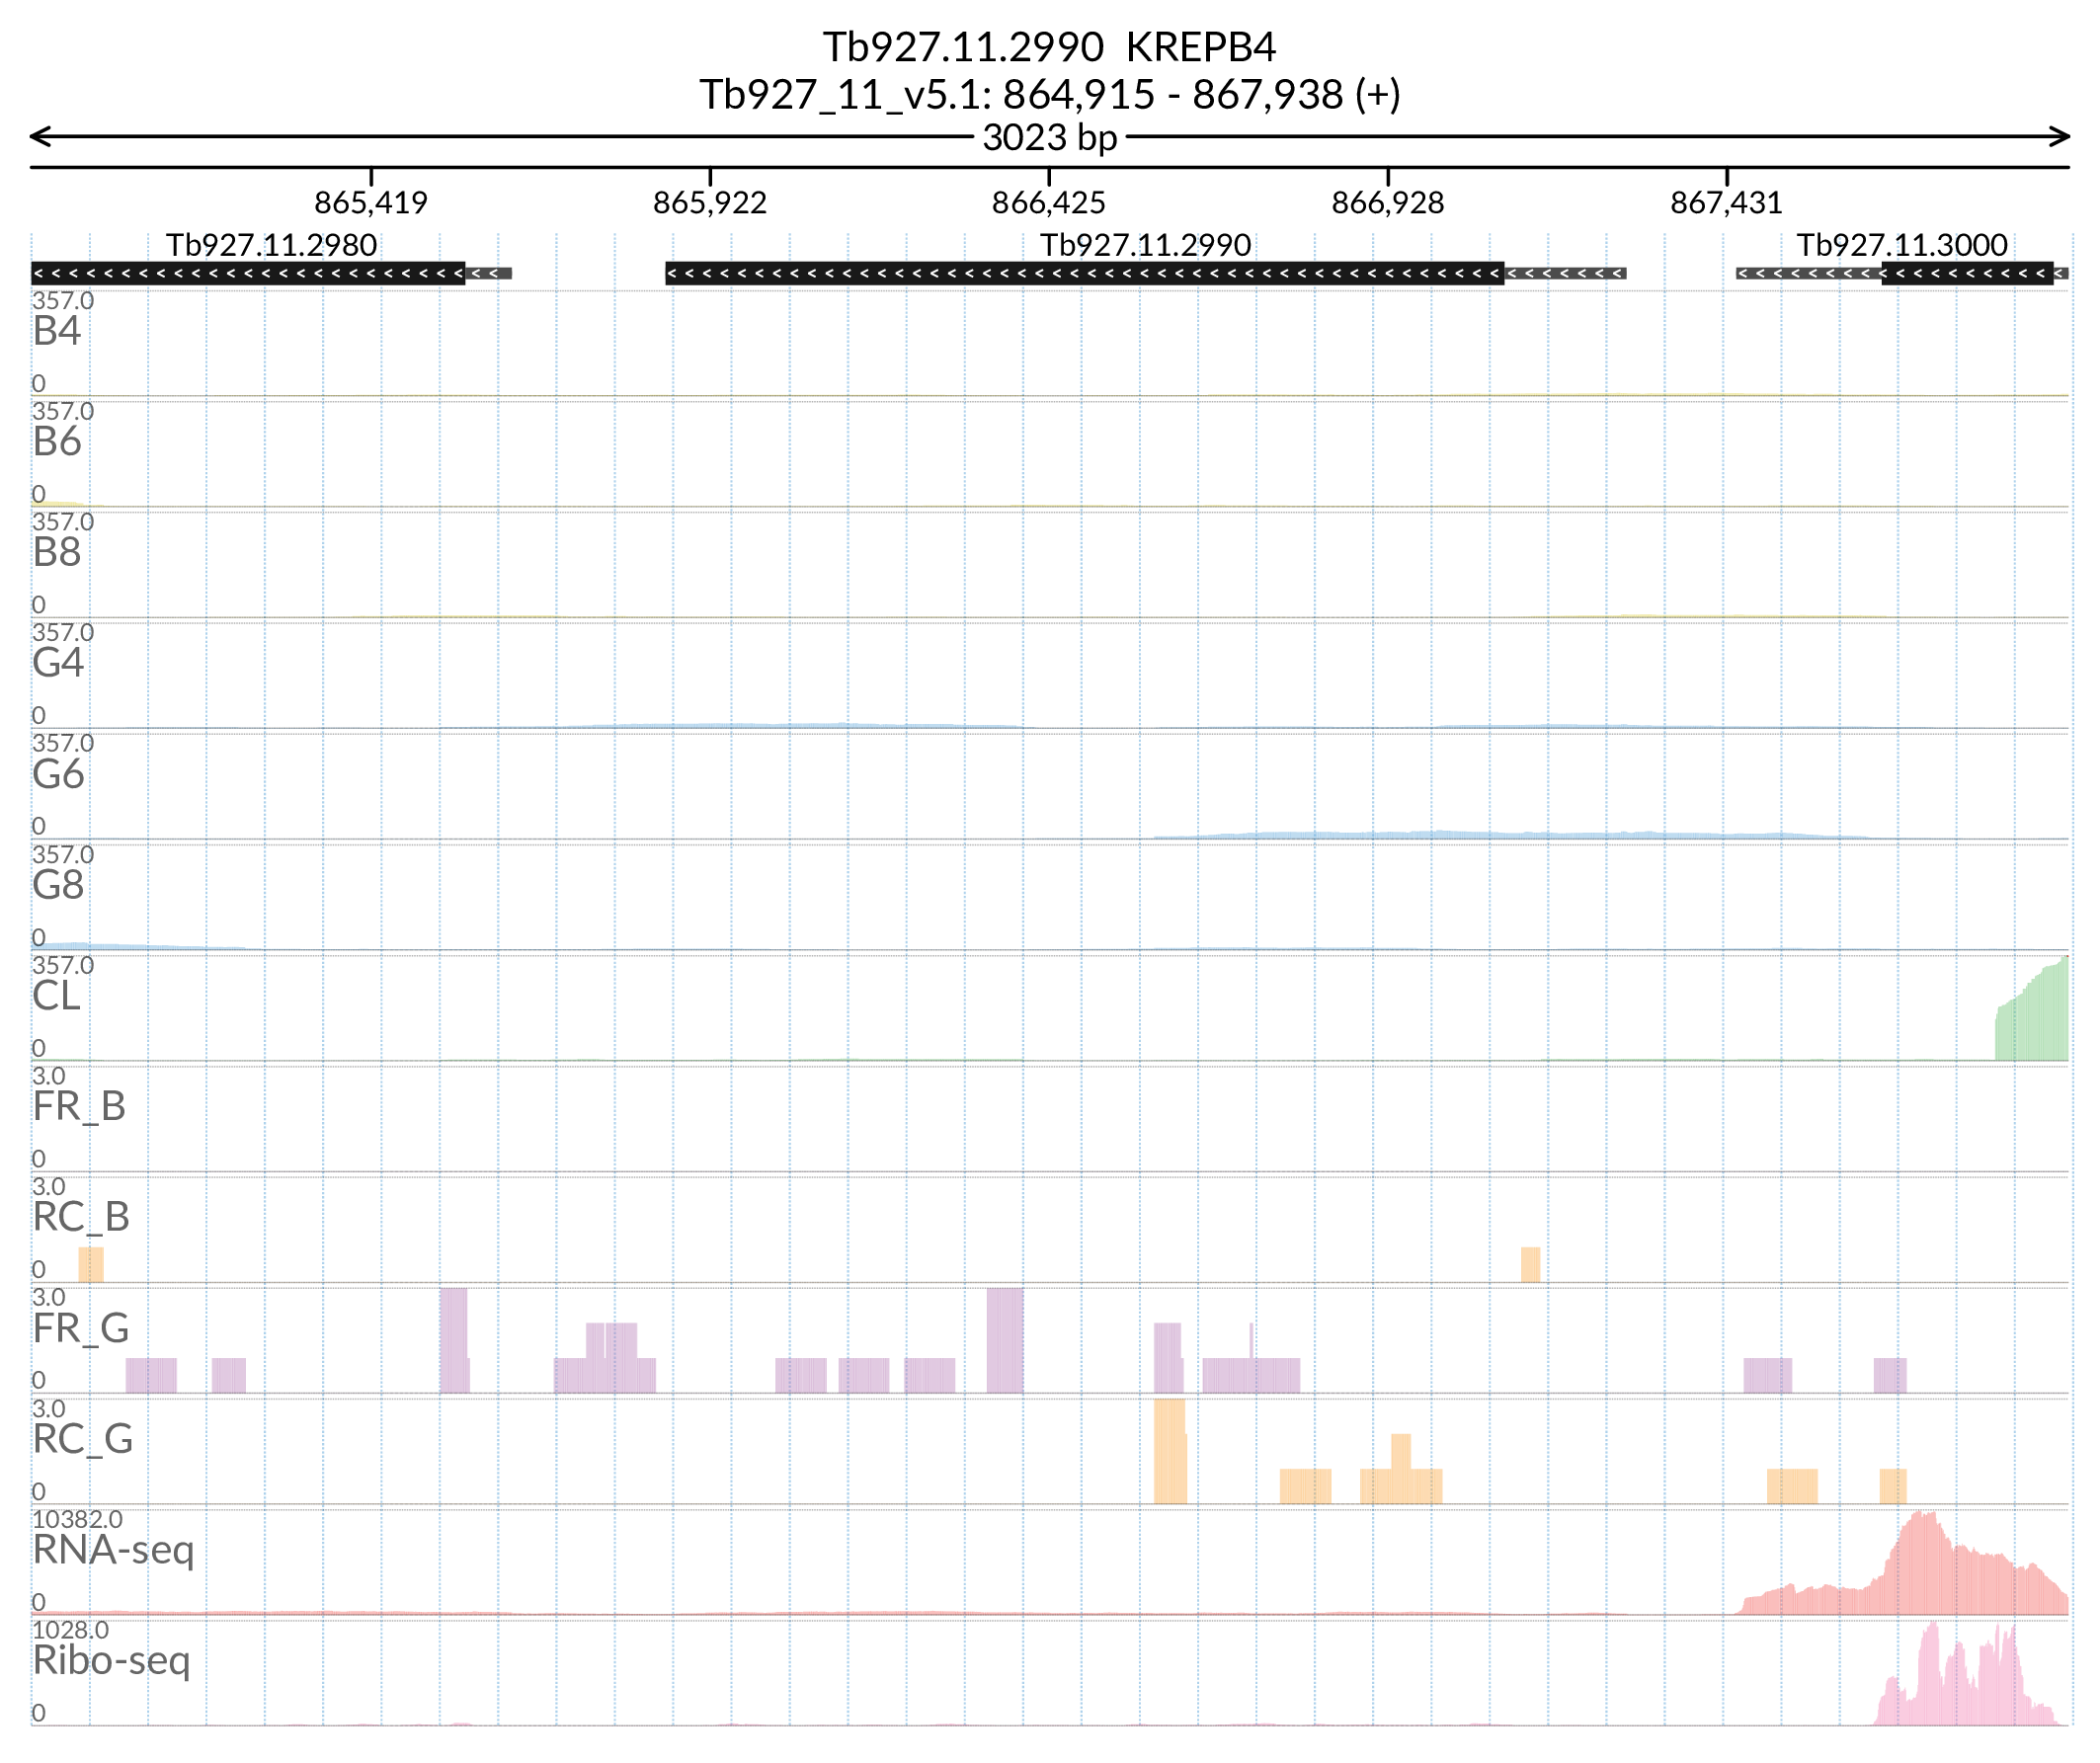 Tb927.11.2990 KREPB4
Tb927_11_v5.1: 864,915 - 867,938 (+)
3023 bp
865,419 865,922 866,425 866,928 867,431
Tb927.11.2980 Tb927.11.2990 Tb927.11.3000
357.0
B4
0
357.0
B6
0
357.0
B8
0
357.0
G4
0
357.0
G6
0
357.0
G8
0
357.0
CL
0
3.0
FR_B
0
3.0
RC_B
0
3.0
FR_G
0
3.0
RC_G
0
10382.0
RNA-seq
0
1028.0
Ribo-seq
0